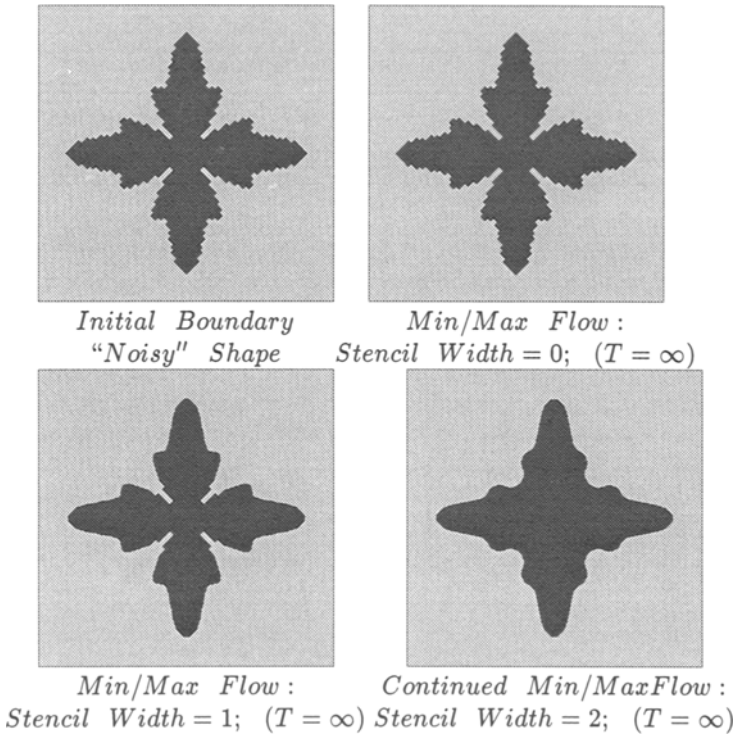 Initial Boundary
“Noisy" Shape
Min/Max Flow :
Stencil Width = 0; (T = ∞)
Min/Max Flow :
Stencil Width = 1; (T = ∞)
Continued Min/MaxFlow :
Stencil Width = 2; (T = ∞)